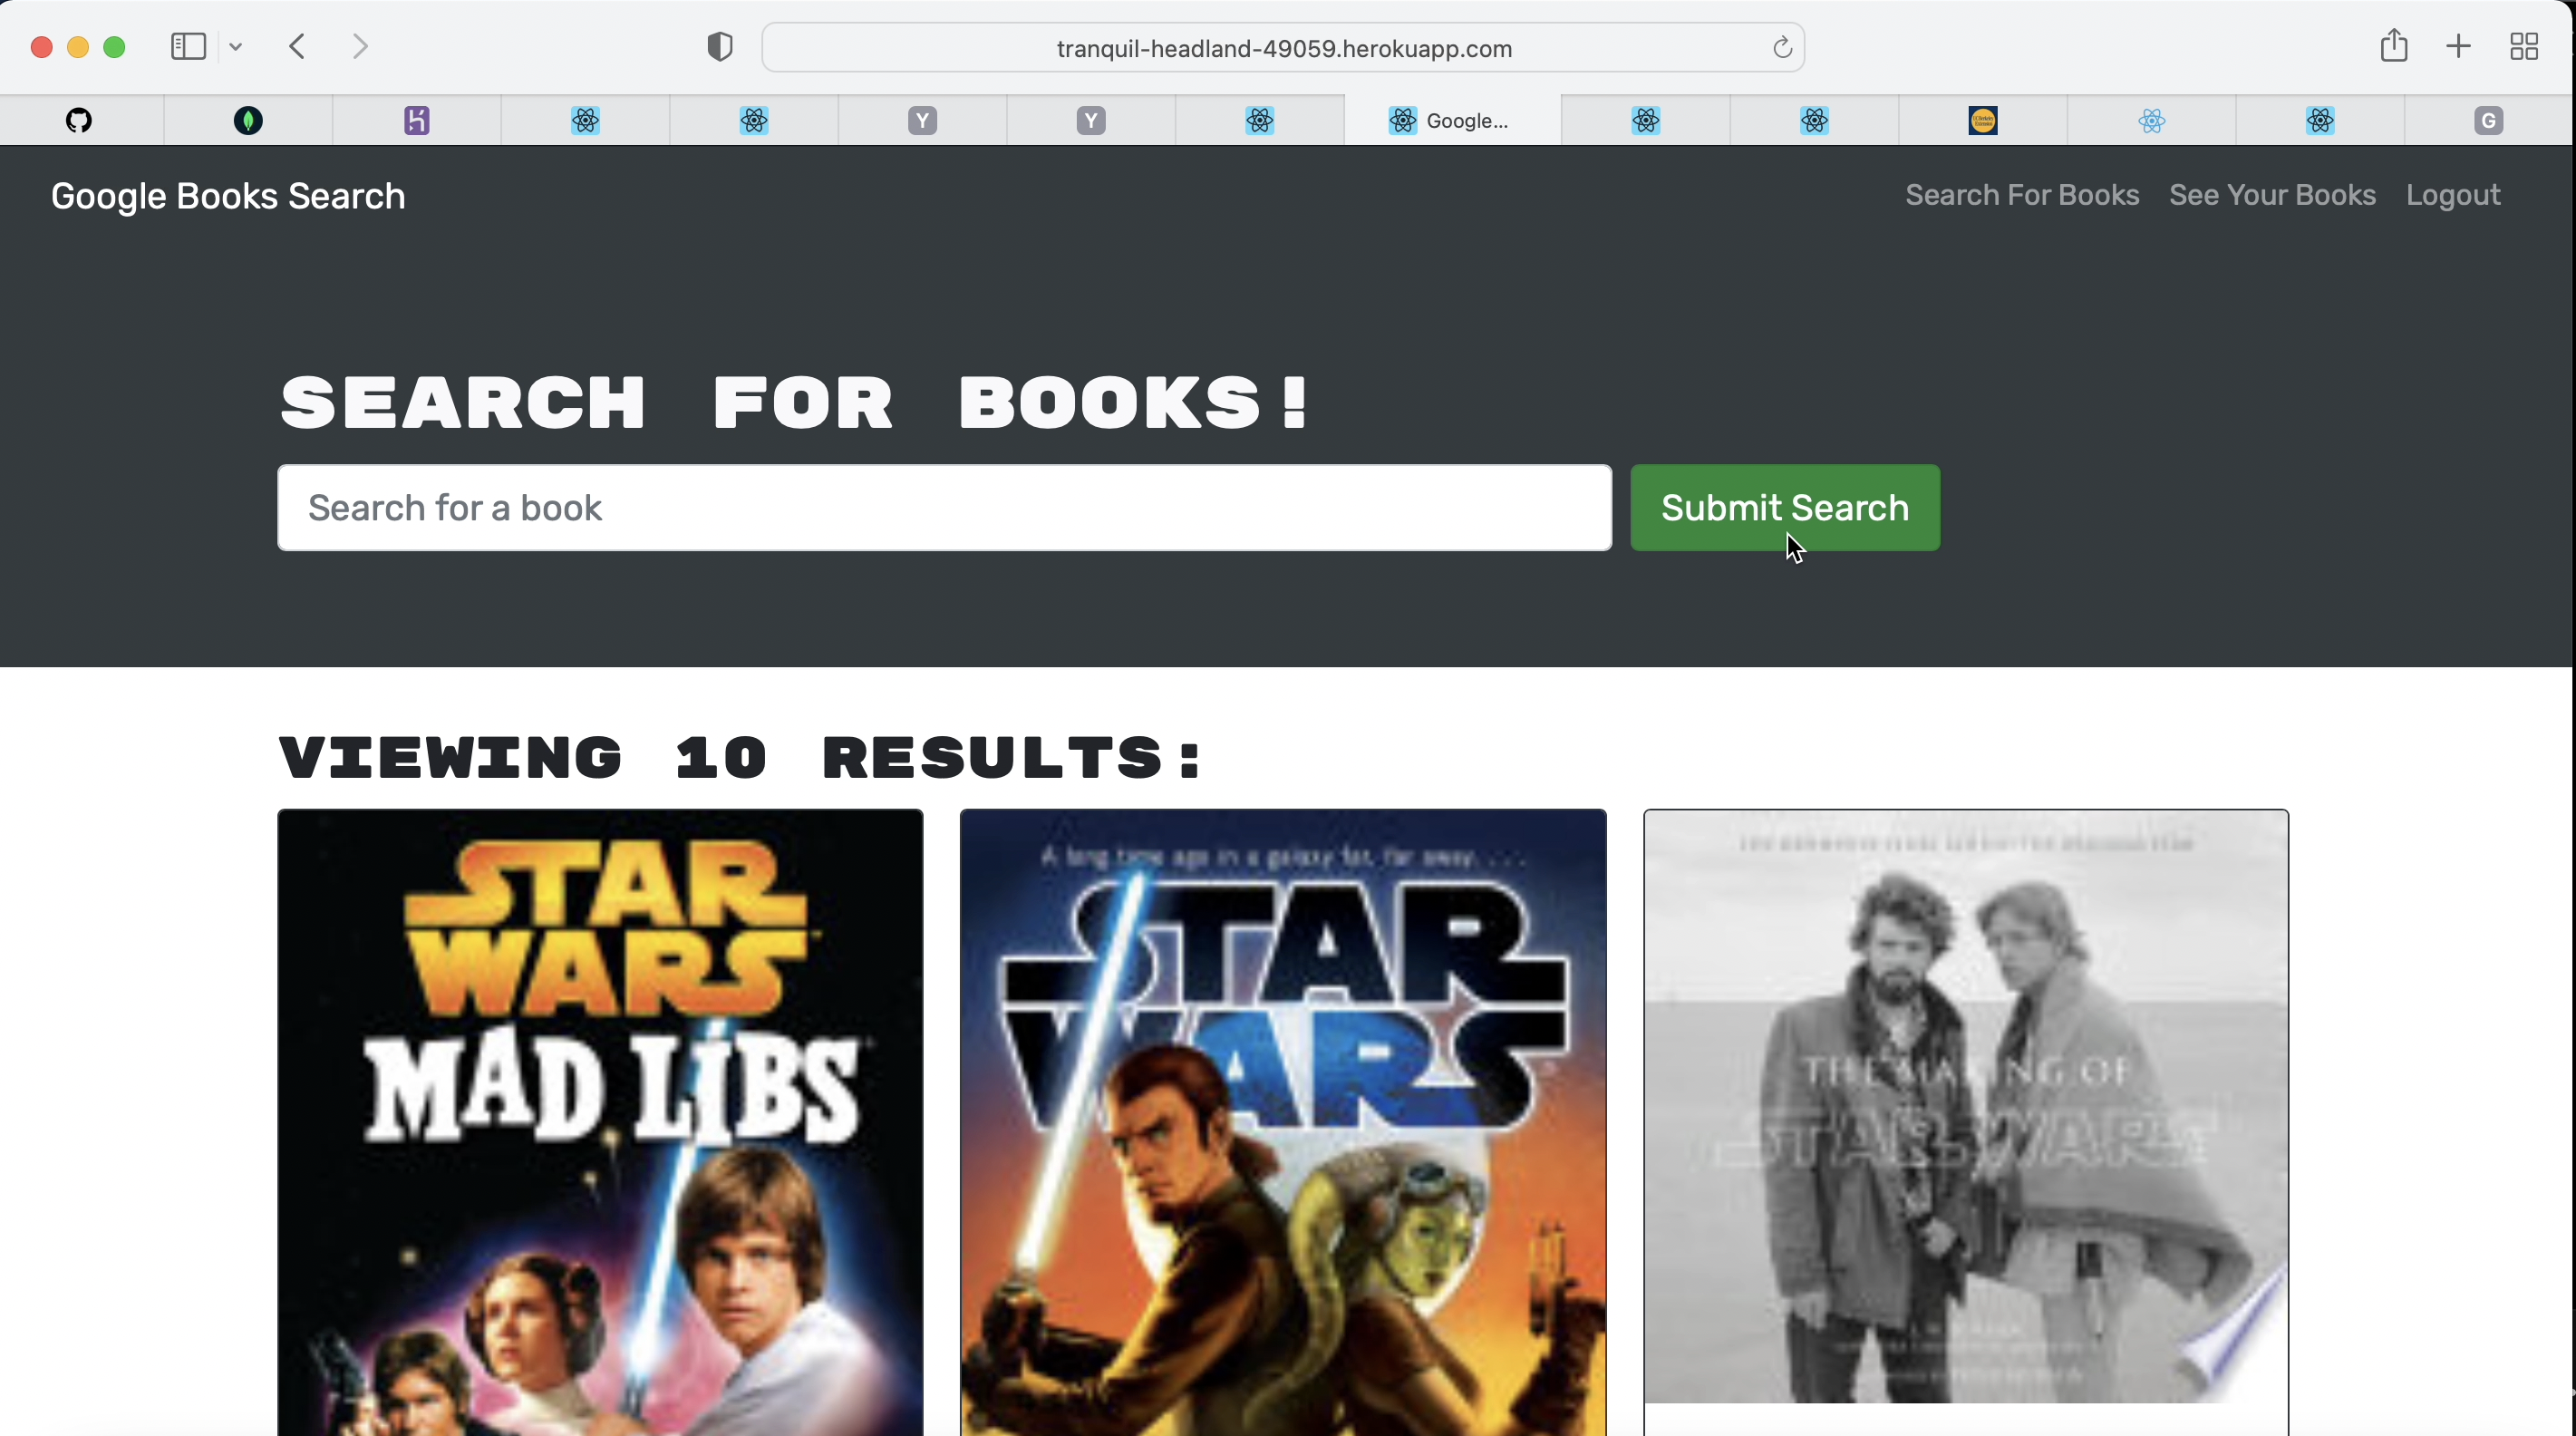 tranquil-headland-49059.herokuapp.com
Y
Y
Google...
G
Google Books Search
Search For Books
See Your Books
Logout
SEARCH FOR BOOKS!
Search for a book
Submit Search
VIEWING 10 RESULTS:
STAR
WARS
MAD LIBS
A long time ago in a galaxy far, far away. . . .
STAR
WARS
THE MAKING OF
STAR WARS